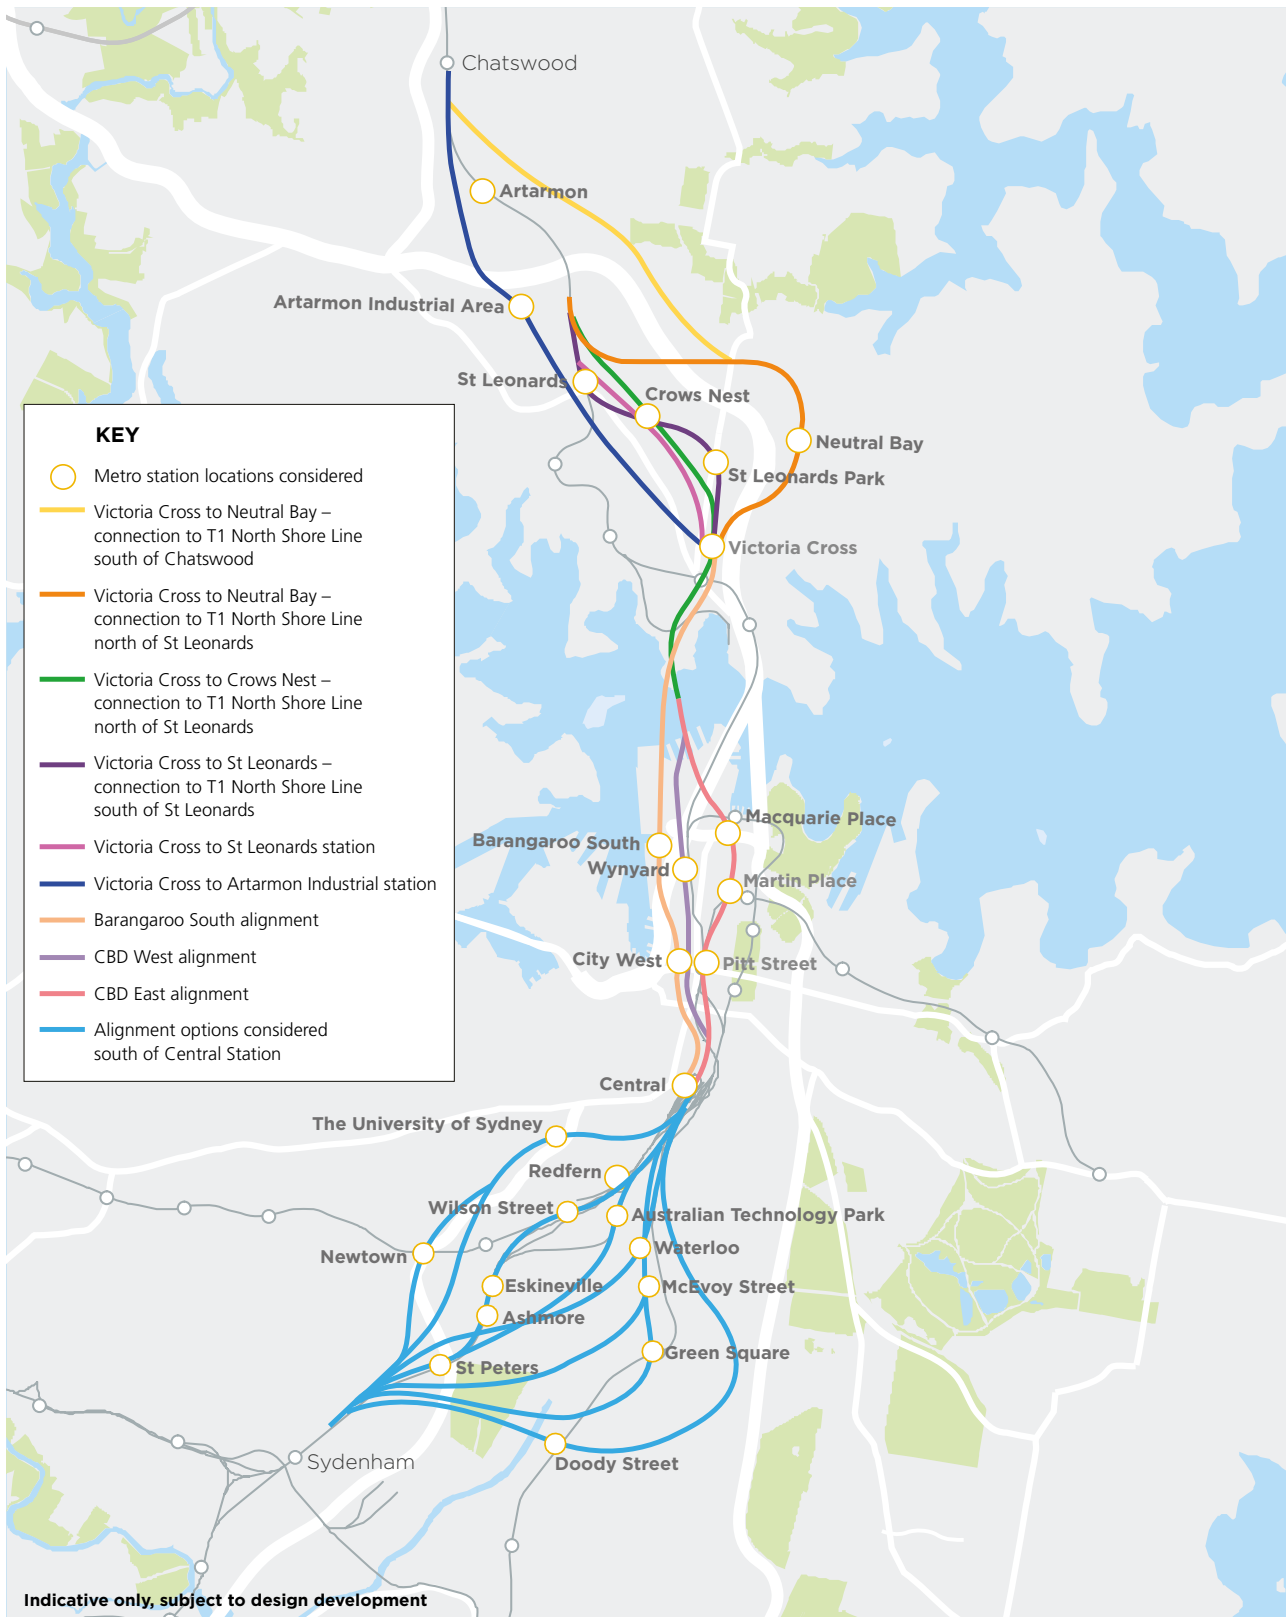 Chatswood
Artarmon
Artarmon Industrial Area
St Leonards
Crows Nest
Neutral Bay
St Leonards Park
Victoria Cross
KEY
Metro station locations considered
Victoria Cross to Neutral Bay –
connection to T1 North Shore Line
south of Chatswood
Victoria Cross to Neutral Bay –
connection to T1 North Shore Line
north of St Leonards
Victoria Cross to Crows Nest –
connection to T1 North Shore Line
north of St Leonards
Victoria Cross to St Leonards –
connection to T1 North Shore Line
south of St Leonards
Victoria Cross to St Leonards station
Victoria Cross to Artarmon Industrial station
Barangaroo South alignment
CBD West alignment
CBD East alignment
Alignment options considered
south of Central Station
Macquarie Place
Barangaroo South
Wynyard
Martin Place
City West
Pitt Street
Central
The University of Sydney
Redfern
Wilson Street
Australian Technology Park
Waterloo
Newtown
Eskineville
McEvoy Street
Ashmore
Green Square
St Peters
Sydenham
Doody Street
Indicative only, subject to design development